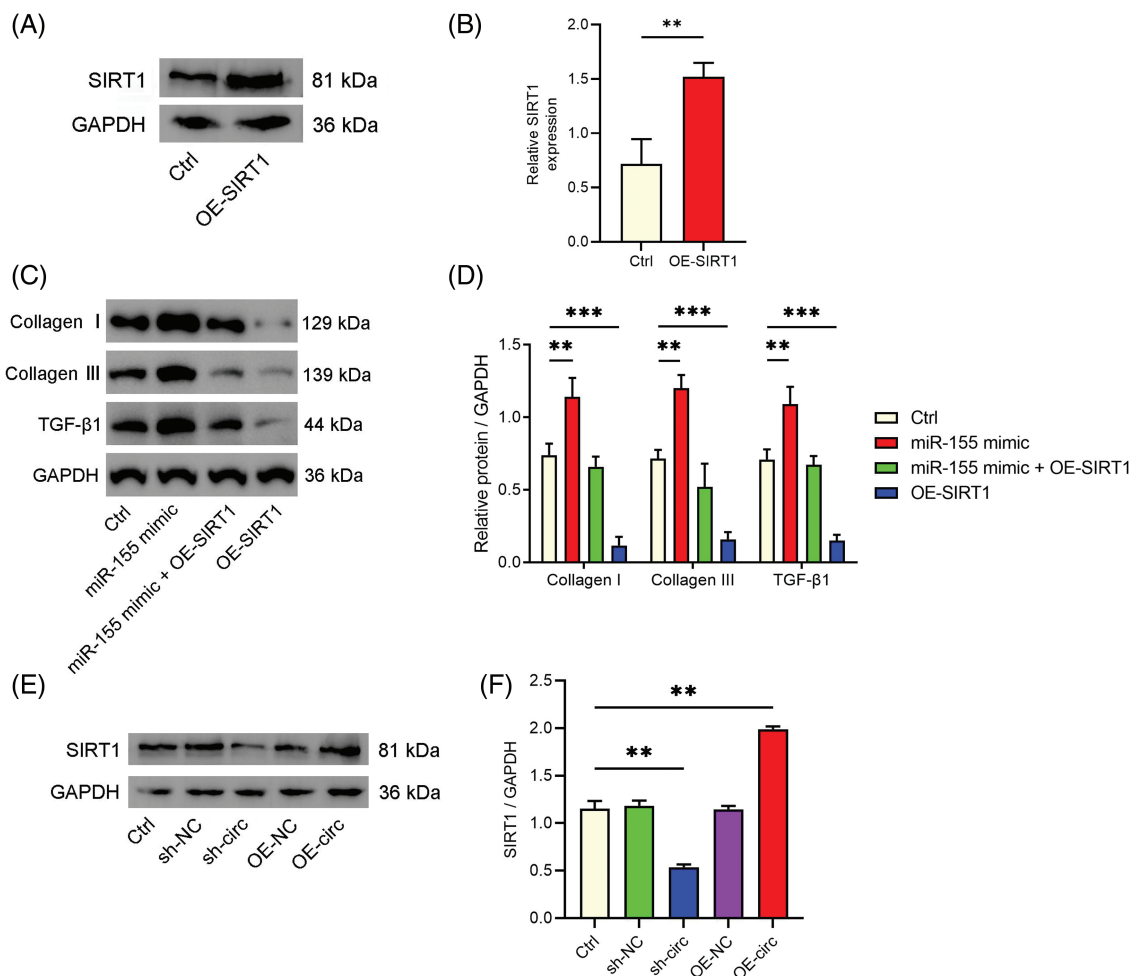 (A)
SIRT1 81 kDa
GAPDH 36 kDa
Ctrl
OE-SIRT1
(B)
**
2.0
1.5
1.0
0.5
0.0
Relative SIRT1
expression
Ctrl OE-SIRT1
(C)
Collagen I 129 kDa
Collagen III 139 kDa
TGF-β1 44 kDa
GAPDH 36 kDa
Ctrl
miR-155 mimic
miR-155 mimic + OE-SIRT1
OE-SIRT1
(D)
*** *** ***
** ** **
1.5
1.0
0.5
0.0
Relative protein / GAPDH
Collagen I Collagen III TGF-β1
Ctrl
miR-155 mimic
miR-155 mimic + OE-SIRT1
OE-SIRT1
(E)
SIRT1 81 kDa
GAPDH 36 kDa
Ctrl
sh-NC
sh-circ
OE-NC
OE-circ
(F)
**
**
2.5
2.0
1.5
1.0
0.5
0.0
SIRT1 / GAPDH
Ctrl
sh-NC
sh-circ
OE-NC
OE-circ